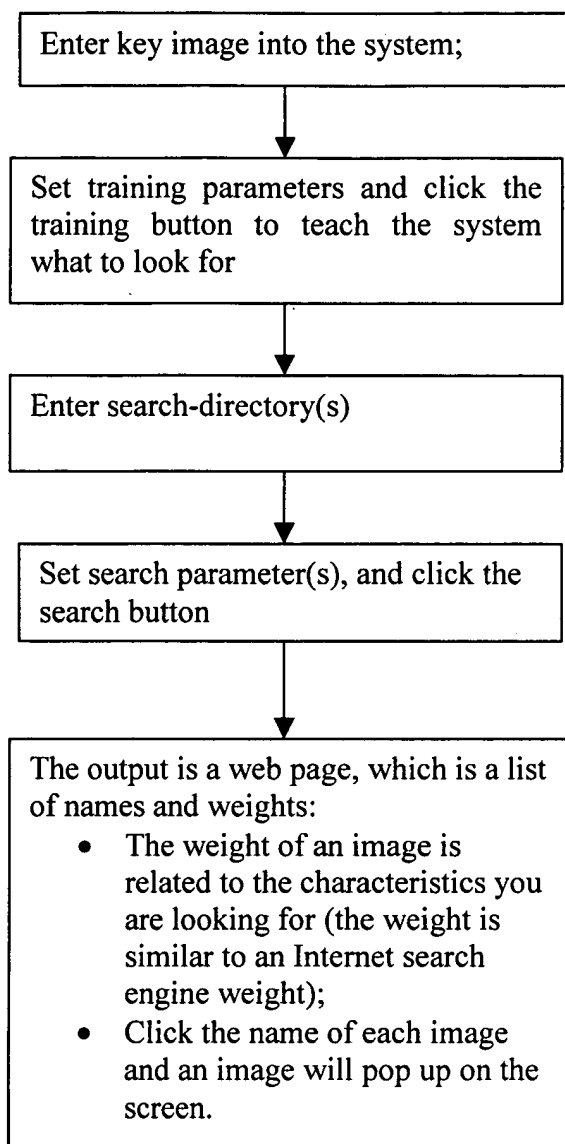 Enter key image into the system;
Set training parameters and click the
training button to teach the system
what to look for
Enter search-directory(s)
Set search parameter(s), and click the
search button
The output is a web page, which is a list
of names and weights:
• The weight of an image is
related to the characteristics you
are looking for (the weight is
similar to an Internet search
engine weight);
• Click the name of each image
and an image will pop up on the
screen.